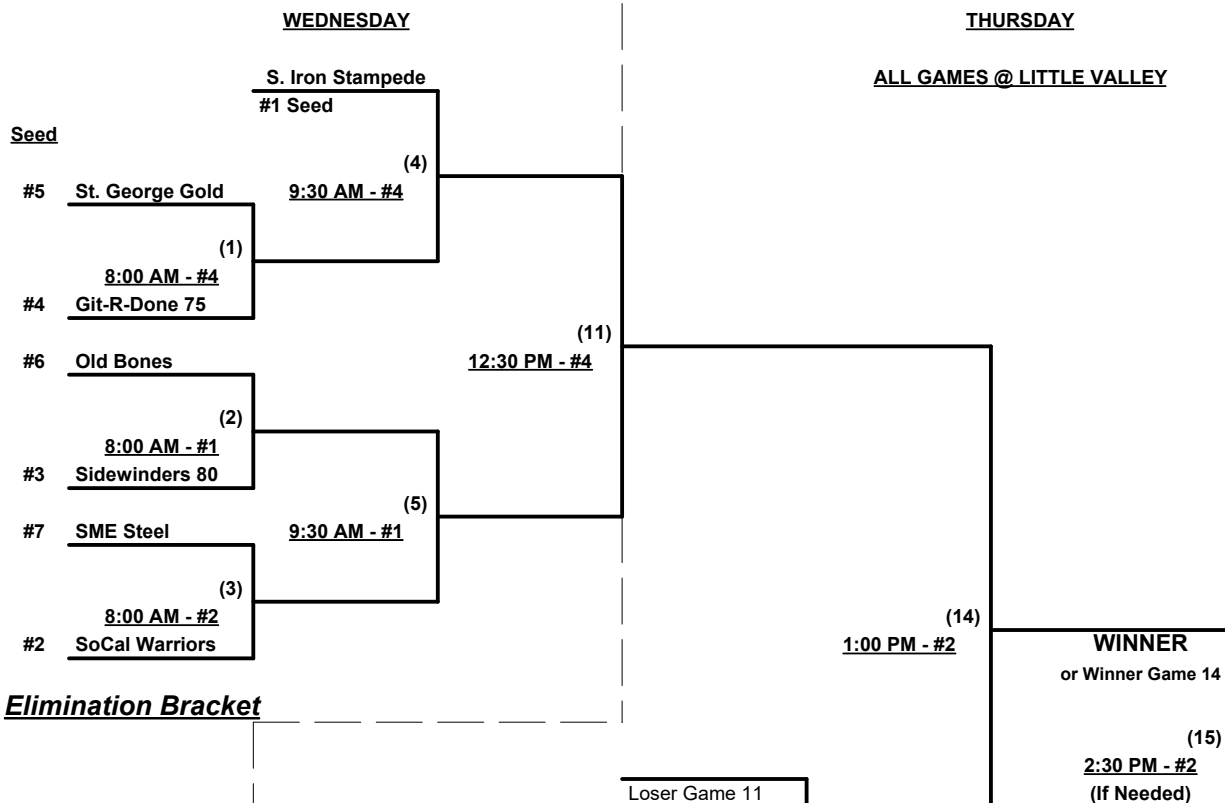 WEDNESDAY
THURSDAY
S. Iron Stampede
ALL GAMES @ LITTLE VALLEY
#1 Seed
Seed
(4)
#5 St. George Gold
9:30 AM - #4
(1)
8:00 AM - #4
#4 Git-R-Done 75
(11)
#6 Old Bones
12:30 PM - #4
(2)
8:00 AM - #1
#3 Sidewinders 80
(5)
#7 SME Steel
9:30 AM - #1
(3)
8:00 AM - #2
(14)
#2 SoCal Warriors
1:00 PM - #2
WINNER
or Winner Game 14
Elimination Bracket
(15)
2:30 PM - #2
Loser Game 11
(If Needed)